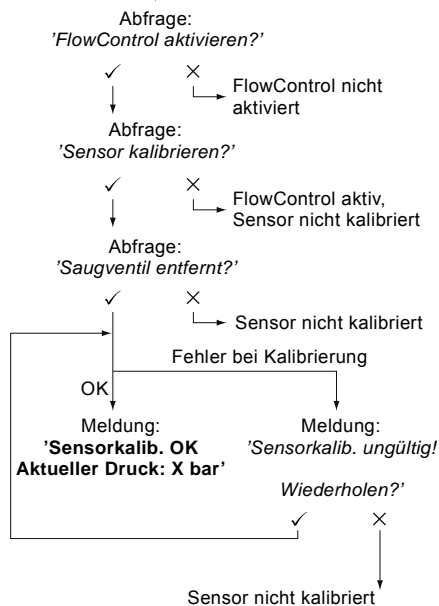 Abfrage:
'FlowControl aktivieren?'
✓ ×
FlowControl nicht
aktiviert
Abfrage:
'Sensor kalibrieren?'
✓ ×
FlowControl aktiv,
Sensor nicht kalibriert
Abfrage:
'Saugventil entfernt?'
✓ ×
Sensor nicht kalibriert
Fehler bei Kalibrierung
OK
Meldung:
'Sensorkalib. OK
Aktueller Druck: X bar'
Meldung:
'Sensorkalib. ungültig!
Wiederholen?'
✓ ×
Sensor nicht kalibriert